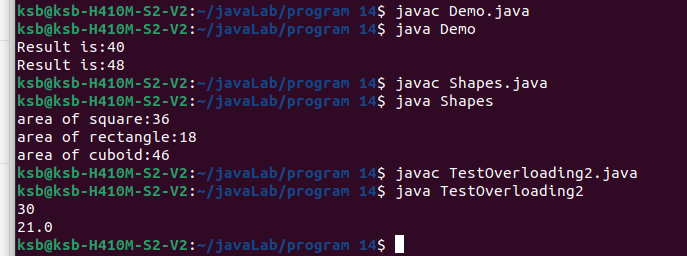 ksb@ksb-H410M-S2-V2:~/javaLab/program 14$ javac Demo.java
ksb@ksb-H410M-S2-V2:~/javaLab/program 14$ java Demo
Result is:40
Result is:48
ksb@ksb-H410M-S2-V2:~/javaLab/program 14$ javac Shapes.java
ksb@ksb-H410M-S2-V2:~/javaLab/program 14$ java Shapes
area of square:36
area of rectangle:18
area of cuboid:46
ksb@ksb-H410M-S2-V2:~/javaLab/program 14$ javac TestOverloading2.java
ksb@ksb-H410M-S2-V2:~/javaLab/program 14$ java TestOverloading2
30
21.0
ksb@ksb-H410M-S2-V2:~/javaLab/program 14$